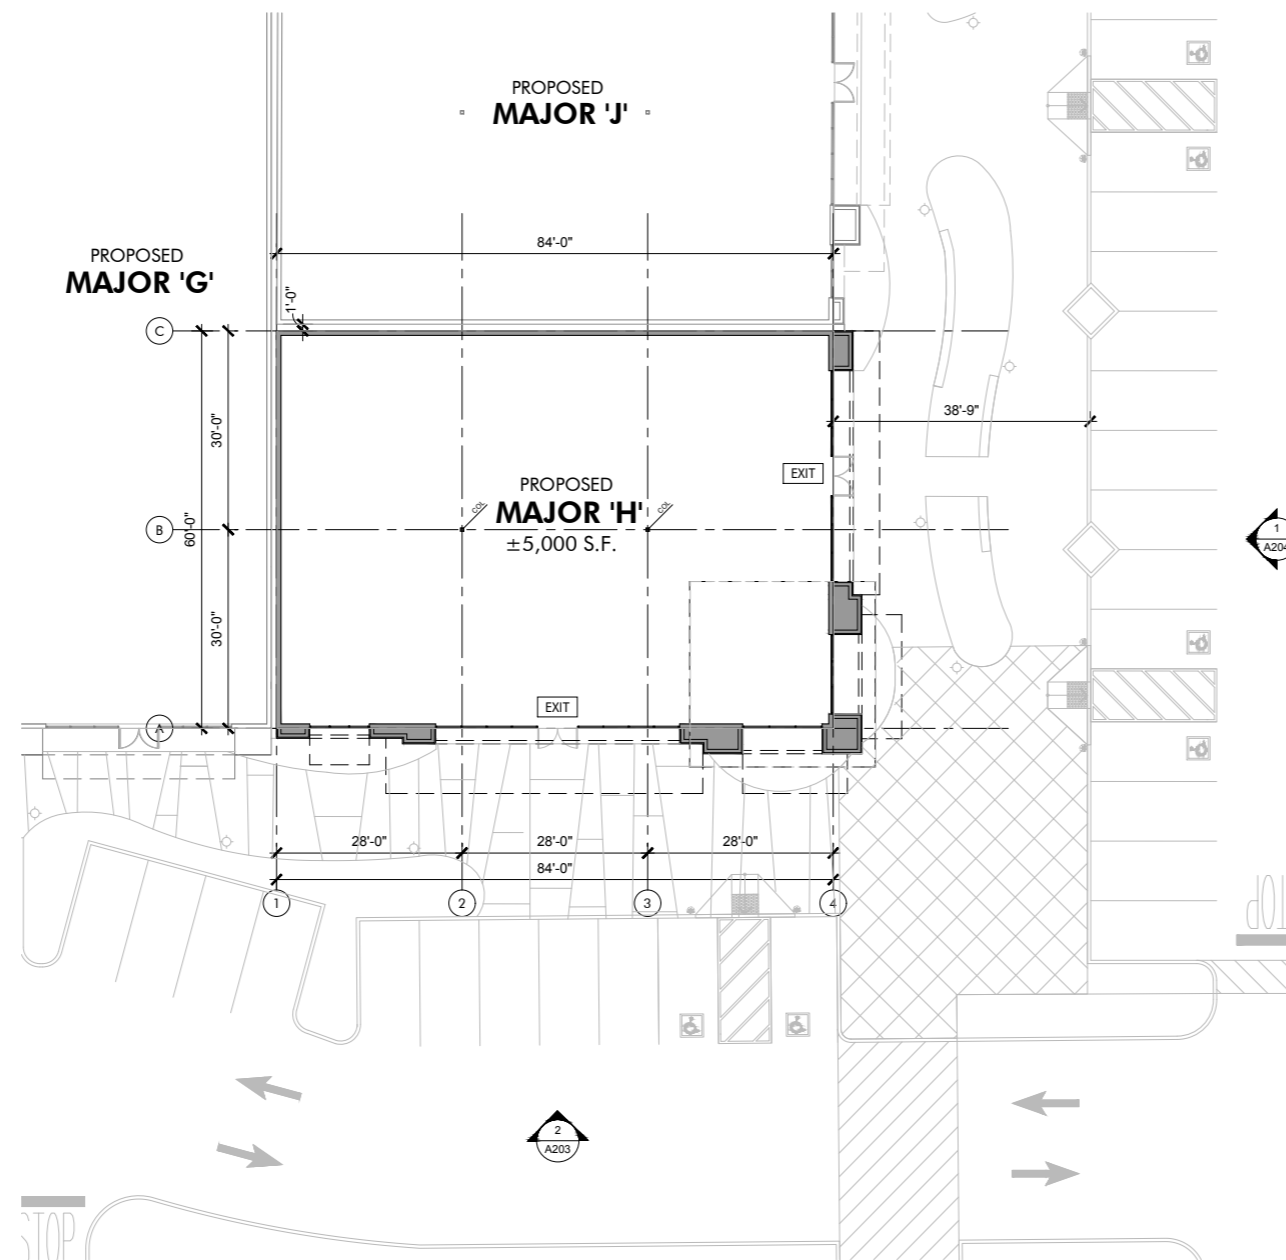 PROPOSED
MAJOR 'J'
84'-0"
PROPOSED
MAJOR 'G'
1'-0"
C
30'-0"
38'-9"
EXIT
PROPOSED
MAJOR 'H'
±5,000 S.F.
COL
COL
B
60'-0"
1
A204
30'-0"
EXIT
A
28'-0"
28'-0"
28'-0"
84'-0"
1
2
3
4
2
A203
STOP